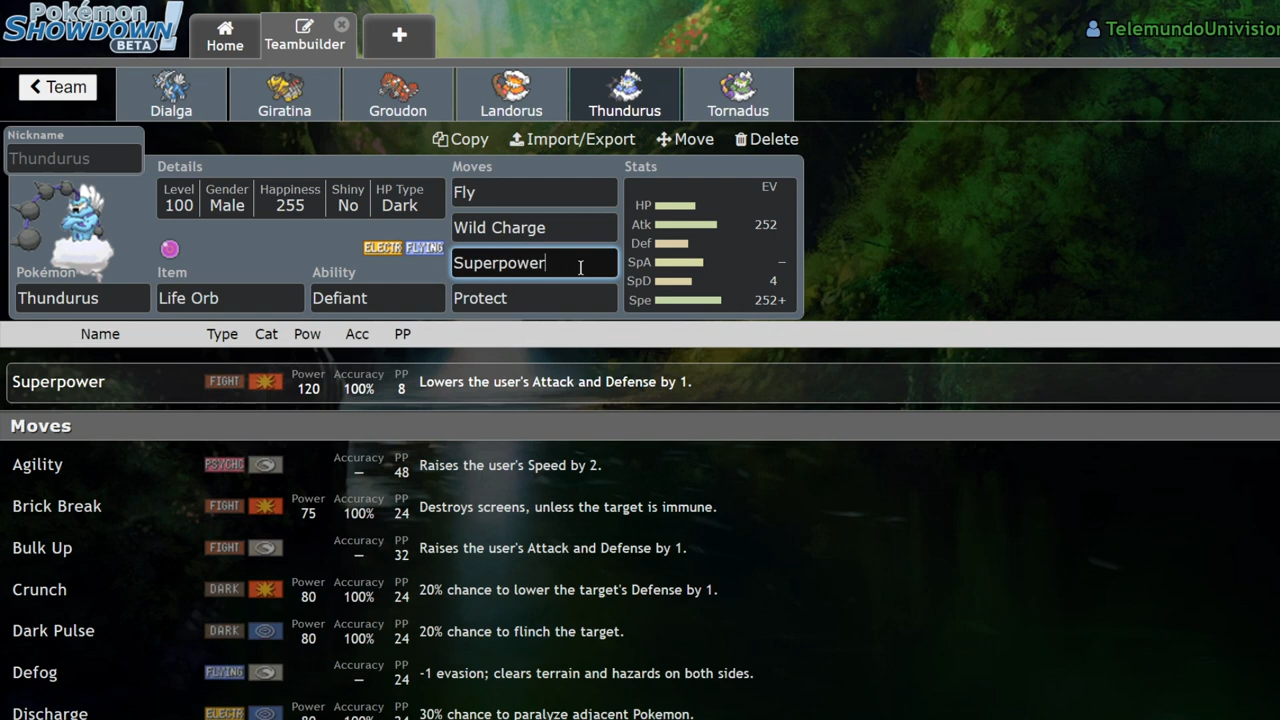 Pokémon
SHOWDOWN!
BETA
Home
Teambuilder
TelemundoUnivision
Team
Dialga
Giratina
Groudon
Landorus
Thundurus
Tornadus
Copy
Import/Export
Move
Delete
Nickname
Thundurus
Details
Level Gender Happiness Shiny HP Type
100 Male 255 No Dark
ELECTR FLYING
Pokémon
Thundurus
Item
Life Orb
Ability
Defiant
Moves
Fly
Wild Charge
Superpower
Protect
Stats
EV
HP
Atk 252
Def
SpA –
SpD 4
Spe 252+
Name Type Cat Pow Acc PP
Superpower FIGHT Power 120 Accuracy 100% PP 8 Lowers the user's Attack and Defense by 1.
Moves
Agility PSYCHC Accuracy — PP 48 Raises the user's Speed by 2.
Brick Break FIGHT Power 75 Accuracy 100% PP 24 Destroys screens, unless the target is immune.
Bulk Up FIGHT Accuracy — PP 32 Raises the user's Attack and Defense by 1.
Crunch DARK Power 80 Accuracy 100% PP 24 20% chance to lower the target's Defense by 1.
Dark Pulse DARK Power 80 Accuracy 100% PP 24 20% chance to flinch the target.
Defog FLYING Accuracy — PP 24 -1 evasion; clears terrain and hazards on both sides.
Discharge ELECTR Power 80 Accuracy 100% PP 24 30% chance to paralyze adjacent Pokemon.